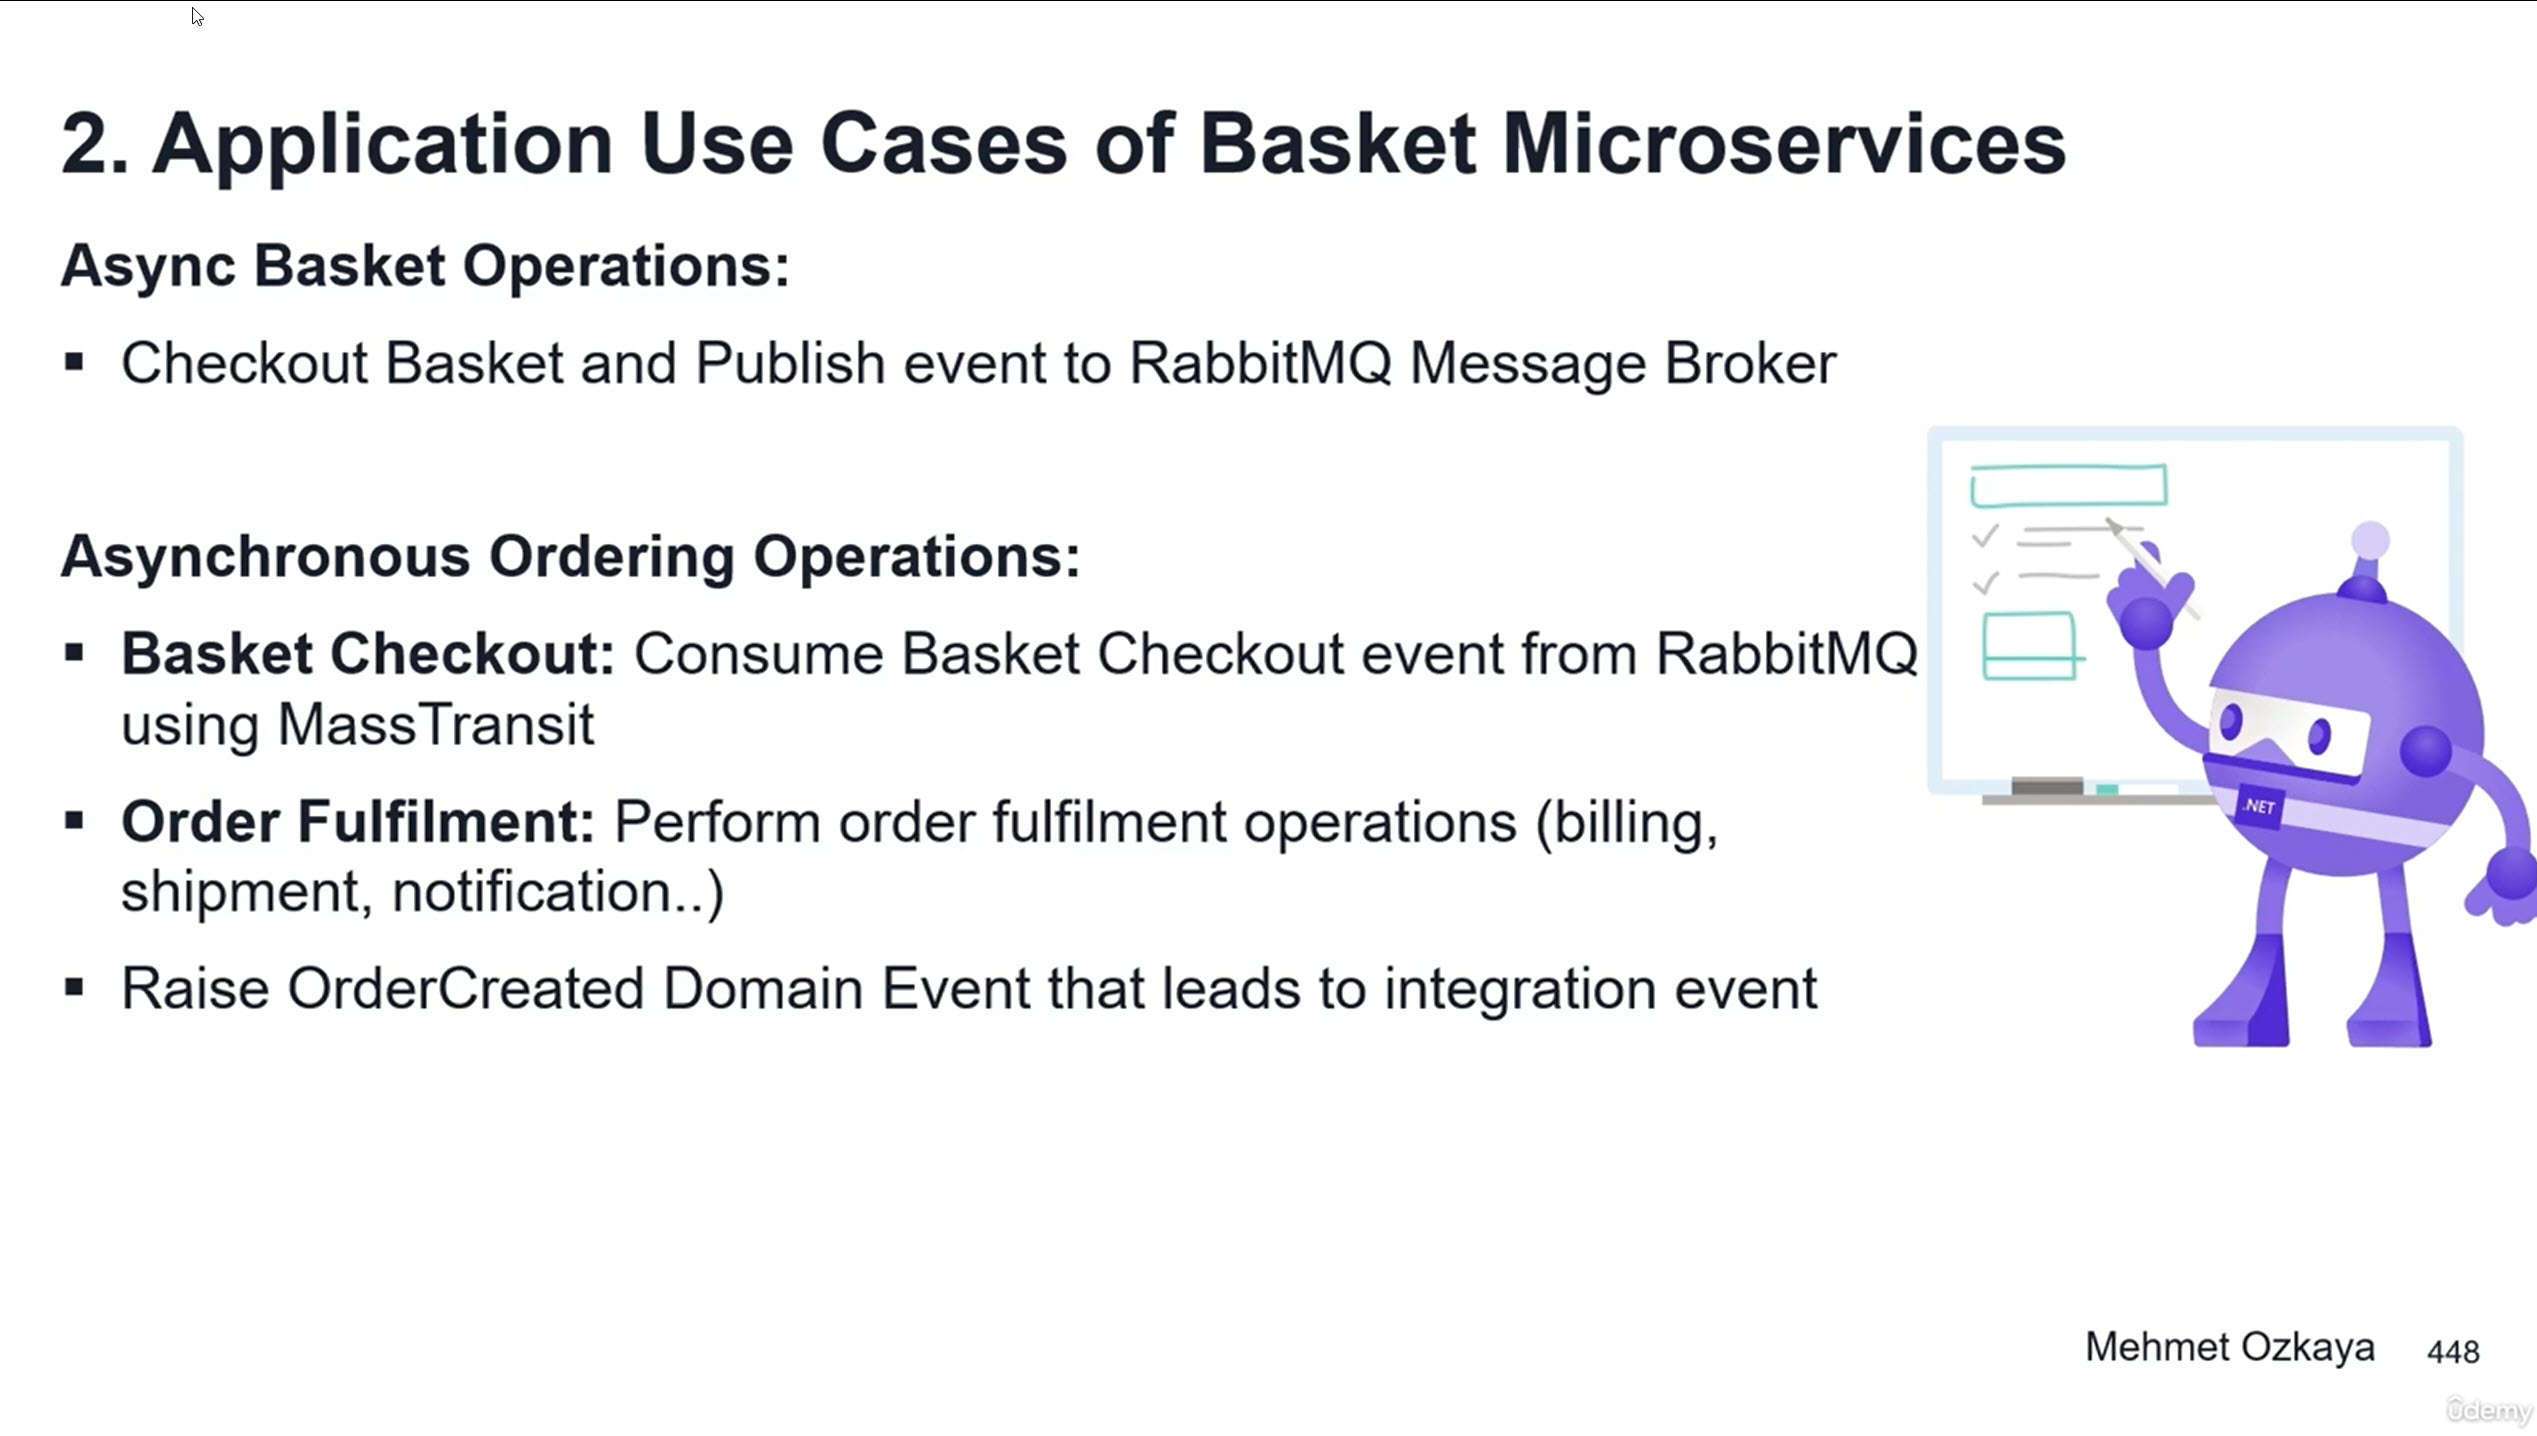 2. Application Use Cases of Basket Microservices
Async Basket Operations:
▪ Checkout Basket and Publish event to RabbitMQ Message Broker
Asynchronous Ordering Operations:
▪ Basket Checkout: Consume Basket Checkout event from RabbitMQ
using MassTransit
▪ Order Fulfilment: Perform order fulfilment operations (billing,
shipment, notification..)
▪ Raise OrderCreated Domain Event that leads to integration event
.NET
Mehmet Ozkaya 448
ûdemy